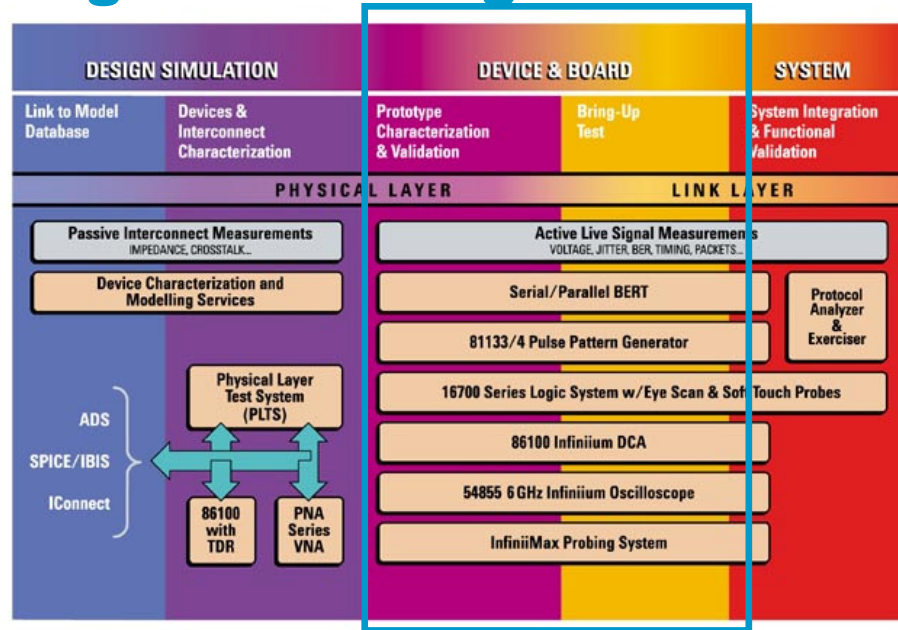 DESIGN SIMULATION
DEVICE & BOARD
SYSTEM
Link to Model
Database
Devices &
Interconnect
Characterization
Prototype
Characterization
& Validation
Bring-Up
Test
System Integration
& Functional
Validation
PHYSICAL LAYER
LINK LAYER
Passive Interconnect Measurements
IMPEDANCE, CROSSTALK...
Active Live Signal Measurements
VOLTAGE, JITTER, BER, TIMING, PACKETS...
Device Characterization and
Modelling Services
Serial/Parallel BERT
Protocol
Analyzer
&
Exerciser
81133/4 Pulse Pattern Generator
Physical Layer
Test System
(PLTS)
16700 Series Logic System w/Eye Scan & Soft Touch Probes
ADS
SPICE/IBIS
IConnect
86100 Infiniium DCA
54855 6 GHz Infiniium Oscilloscope
86100
with
TDR
PNA
Series
VNA
InfiniiMax Probing System